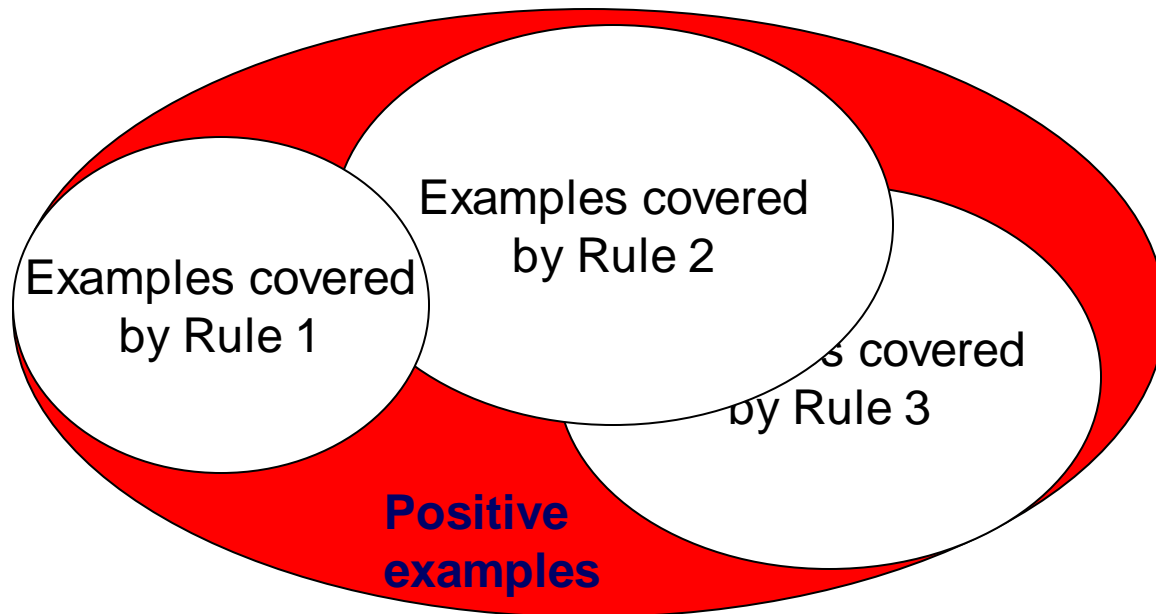 Examples covered
by Rule 2
Examples covered
by Rule 1
covered
by Rule 3
Positive
examples